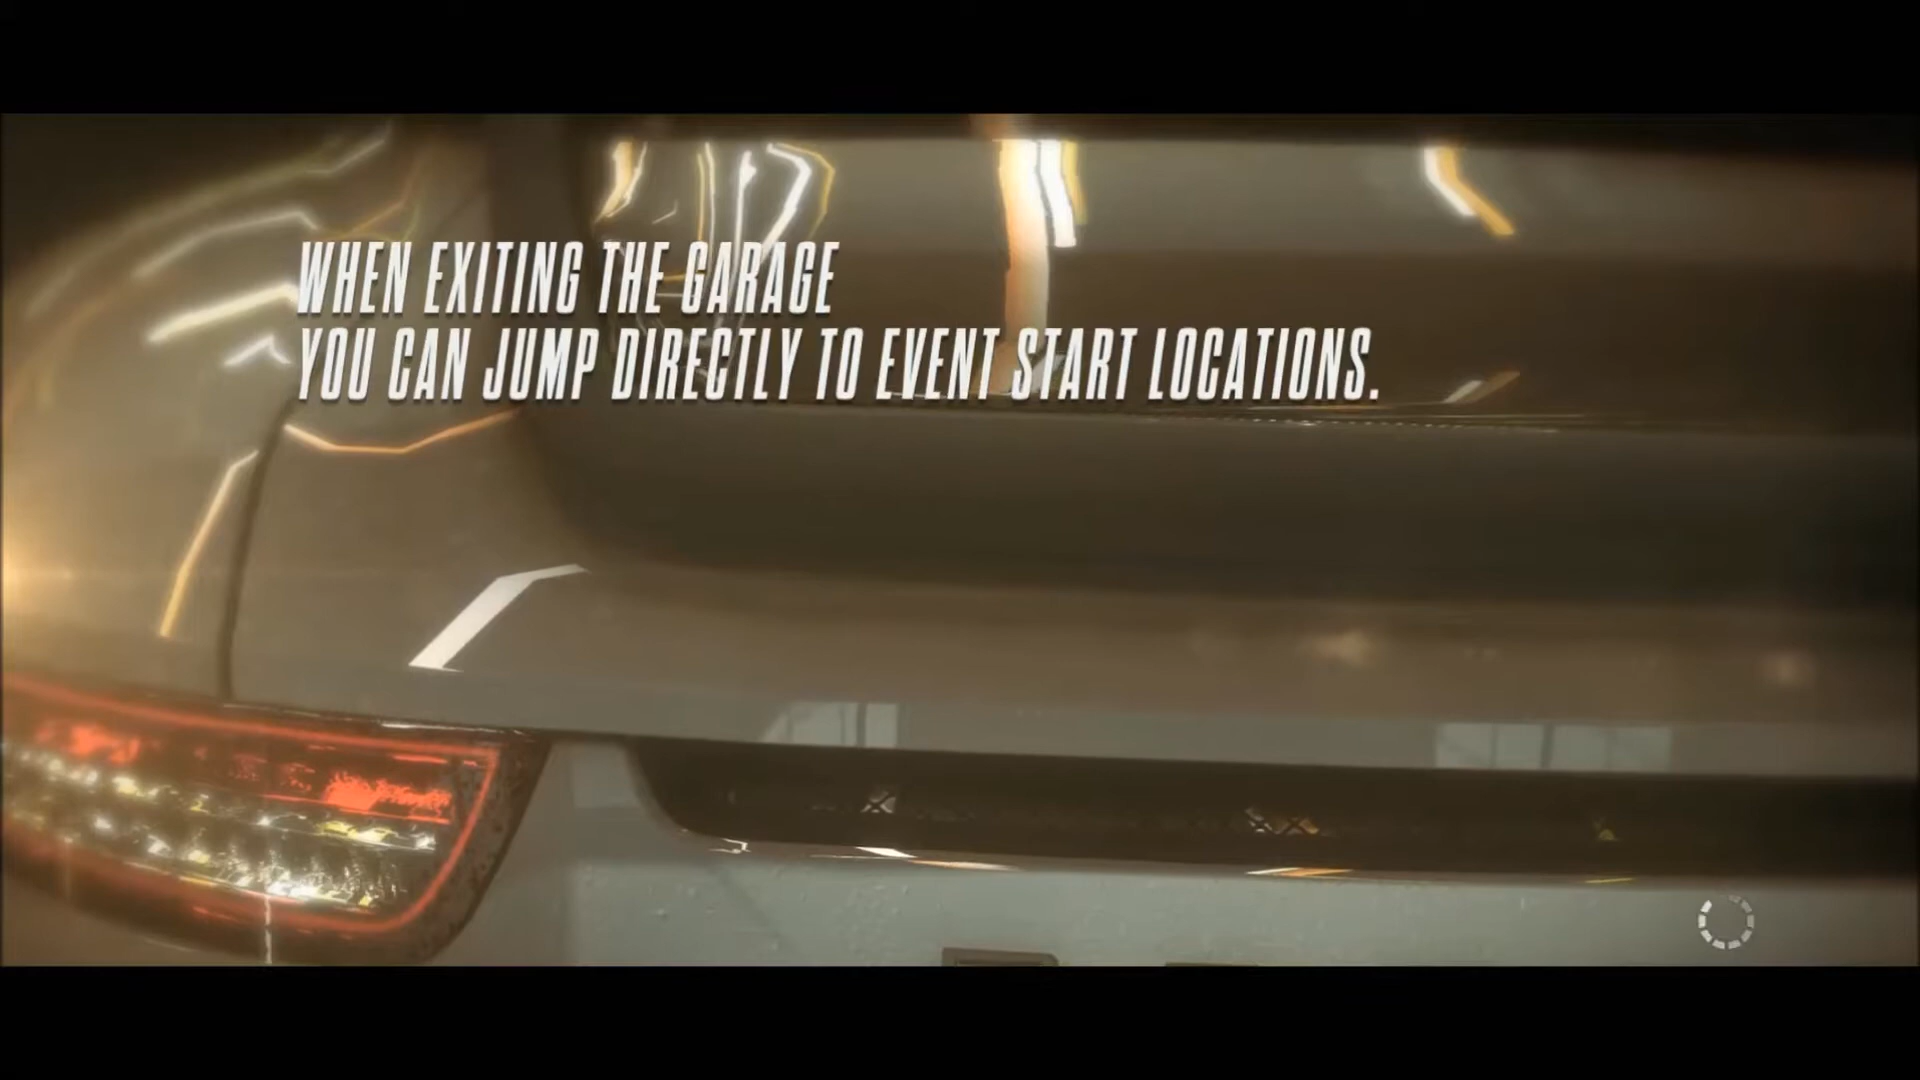 WHEN EXITING THE GARAGE
YOU CAN JUMP DIRECTLY TO EVENT START LOCATIONS.